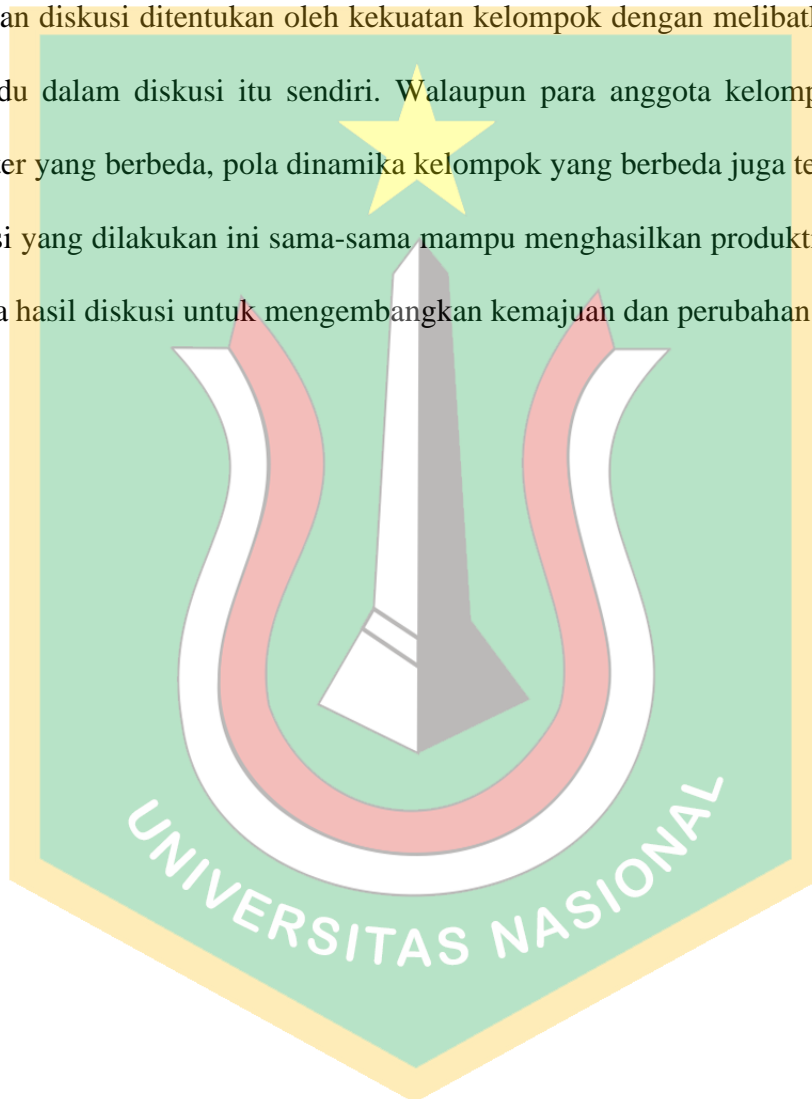 an diskusi ditentukan oleh kekuatan kelompok dengan melibatk
du dalam diskusi itu sendiri. Walaupun para anggota kelomp
ter yang berbeda, pola dinamika kelompok yang berbeda juga te
si yang dilakukan ini sama-sama mampu menghasilkan produkt
a hasil diskusi untuk mengembangkan kemajuan dan perubahan
UNIVERSITAS NASIONAL